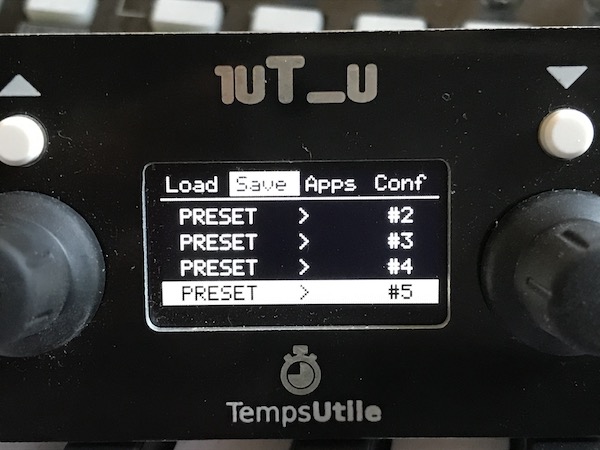 1uT_u
Load Save Apps Conf
PRESET > #2
PRESET > #3
PRESET > #4
PRESET > #5
TempsUtile